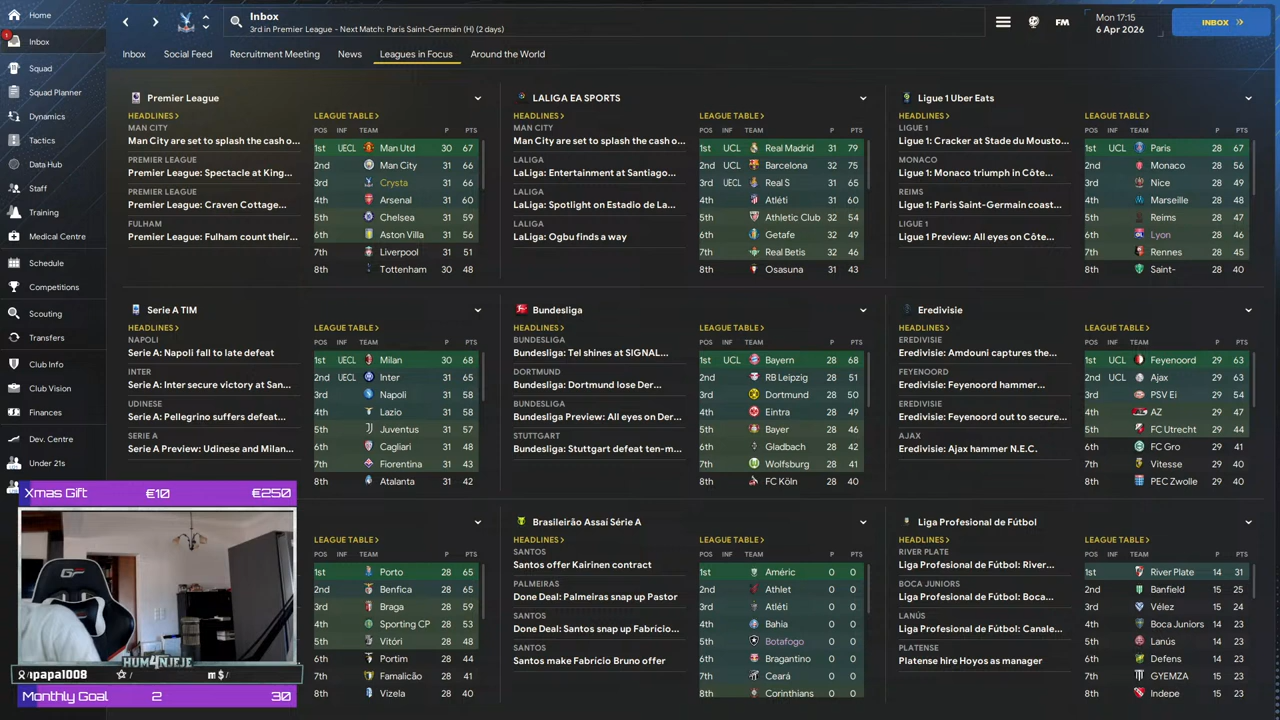 Home
Inbox
3rd in Premier League - Next Match: Paris Saint-Germain (H) (2 days)
FM
Mon 17:15
6 Apr 2026
INBOX
1
Inbox
Squad
Squad Planner
Dynamics
Tactics
Data Hub
Staff
Training
Medical Centre
Schedule
Competitions
Scouting
Transfers
Club Info
Club Vision
Finances
Dev. Centre
Under 21s
Inbox Social Feed Recruitment Meeting News Leagues in Focus Around the World
Premier League
HEADLINES >
MAN CITY
Man City are set to splash the cash o...
PREMIER LEAGUE
Premier League: Spectacle at King...
PREMIER LEAGUE
Premier League: Craven Cottage...
FULHAM
Premier League: Fulham count their...
LEAGUE TABLE >
POS INF TEAM P PTS
1st UECL Man Utd 30 67
2nd Man City 31 66
3rd Crysta 31 66
4th Arsenal 31 60
5th Chelsea 31 59
6th Aston Villa 31 56
7th Liverpool 31 51
8th Tottenham 30 48
LALIGA EA SPORTS
HEADLINES >
MAN CITY
Man City are set to splash the cash o...
LALIGA
LaLiga: Entertainment at Santiago...
LALIGA
LaLiga: Spotlight on Estadio de La...
LALIGA
LaLiga: Ogbu finds a way
LEAGUE TABLE >
POS INF TEAM P PTS
1st UCL Real Madrid 31 79
2nd UCL Barcelona 32 75
3rd UECL Real S 31 65
4th Atléti 31 60
5th Athletic Club 32 54
6th Getafe 32 49
7th Real Betis 32 46
8th Osasuna 31 43
Ligue 1 Uber Eats
HEADLINES >
LIGUE 1
Ligue 1: Cracker at Stade du Mousto...
MONACO
Ligue 1: Monaco triumph in Côte...
REIMS
Ligue 1: Paris Saint-Germain coast...
LIGUE 1
Ligue 1 Preview: All eyes on Côte...
LEAGUE TABLE >
POS INF TEAM P PTS
1st UCL Paris 28 67
2nd Monaco 28 56
3rd Nice 28 49
4th Marseille 28 48
5th Reims 28 47
6th Lyon 28 46
7th Rennes 28 45
8th Saint- 28 40
Serie A TIM
HEADLINES >
NAPOLI
Serie A: Napoli fall to late defeat
INTER
Serie A: Inter secure victory at San...
UDINESE
Serie A: Pellegrino suffers defeat...
SERIE A
Serie A Preview: Udinese and Milan...
LEAGUE TABLE >
POS INF TEAM P PTS
1st UECL Milan 30 68
2nd UECL Inter 31 65
3rd Napoli 31 58
4th Lazio 31 58
5th Juventus 31 57
6th Cagliari 31 43
7th Fiorentina 31 43
8th Atalanta 31 42
Bundesliga
HEADLINES >
BUNDESLIGA
Bundesliga: Tel shines at SIGNAL...
DORTMUND
Bundesliga: Dortmund lose Der...
BUNDESLIGA
Bundesliga Preview: All eyes on Der...
STUTTGART
Bundesliga: Stuttgart defeat ten-m...
LEAGUE TABLE >
POS INF TEAM P PTS
1st UCL Bayern 28 68
2nd RB Leipzig 28 51
3rd Dortmund 28 50
4th Eintra 28 49
5th Bayer 28 46
6th Gladbach 28 42
7th Wolfsburg 28 41
8th FC Köln 28 40
Eredivisie
HEADLINES >
EREDIVISIE
Eredivisie: Amdouni captures the...
FEYENOORD
Eredivisie: Feyenoord hammer...
EREDIVISIE
Eredivisie: Feyenoord out to secure...
AJAX
Eredivisie: Ajax hammer N.E.C.
LEAGUE TABLE >
POS INF TEAM P PTS
1st UCL Feyenoord 29 63
2nd UCL Ajax 29 63
3rd PSV Ei 29 54
4th AZ 29 47
5th FC Utrecht 29 44
6th FC Gro 29 41
7th Vitesse 29 40
8th PEC Zwolle 29 40
LEAGUE TABLE >
POS INF TEAM P PTS
1st Porto 28 65
2nd Benfica 28 65
3rd Braga 28 59
4th Sporting CP 28 53
5th Vitóri 28 48
6th Portim 28 44
7th Famalicão 28 41
8th Vizela 28 40
Brasileirão Assaí Série A
HEADLINES >
SANTOS
Santos offer Kairinen contract
PALMEIRAS
Done Deal: Palmeiras snap up Pastor
SANTOS
Done Deal: Santos snap up Fabrício...
SANTOS
Santos make Fabrício Bruno offer
LEAGUE TABLE >
POS INF TEAM P PTS
1st Améric 0 0
2nd Athlet 0 0
3rd Atléti 0 0
4th Bahia 0 0
5th Botafogo 0 0
6th Bragantino 0 0
7th Ceará 0 0
8th Corinthians 0 0
Liga Profesional de Fútbol
HEADLINES >
RIVER PLATE
Liga Profesional de Fútbol: River...
BOCA JUNIORS
Liga Profesional de Fútbol: Boca...
LANÚS
Liga Profesional de Fútbol: Canale...
PLATENSE
Platense hire Hoyos as manager
LEAGUE TABLE >
POS INF TEAM P PTS
1st River Plate 14 31
2nd Banfield 15 25
3rd Vélez 14 24
4th Boca Juniors 14 23
5th Lanús 14 23
6th Defens 14 23
7th GYEMZA 15 23
8th Indepe 15 23
Xmas Gift €10 €250
GP
HUM4NJEJE
Monthly Goal 2 30